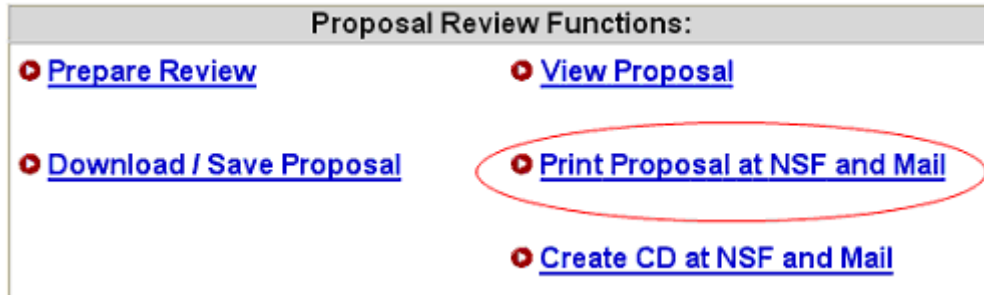 Proposal Review Functions:
Prepare Review
View Proposal
Download / Save Proposal
Print Proposal at NSF and Mail
Create CD at NSF and Mail